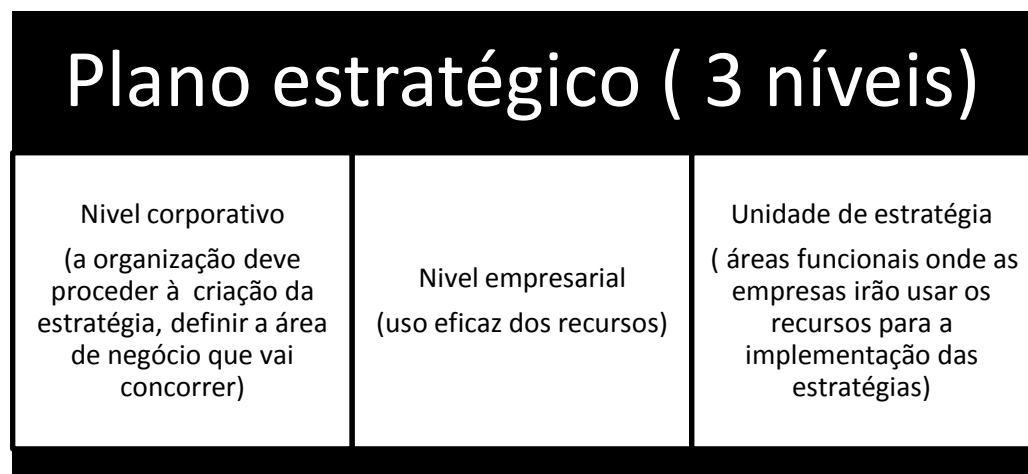 Plano estratégico ( 3 níveis)
Nivel corporativo
(a organização deve
proceder à criação da
estratégia, definir a área
de negócio que vai
concorrer)
Nivel empresarial
(uso eficaz dos recursos)
Unidade de estratégia
( áreas funcionais onde as
empresas irão usar os
recursos para a
implementação das
estratégias)